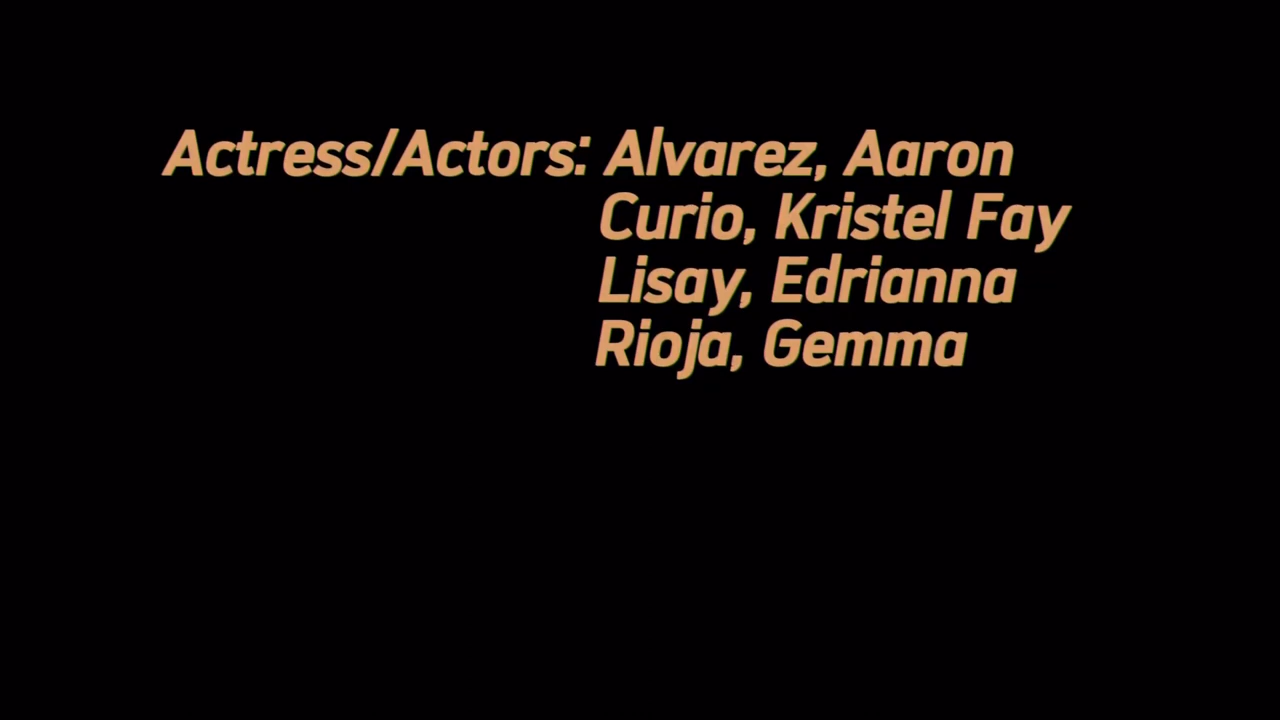 Actress/Actors: Alvarez, Aaron
Curio, Kristel Fay
Lisay, Edrianna
Rioja, Gemma